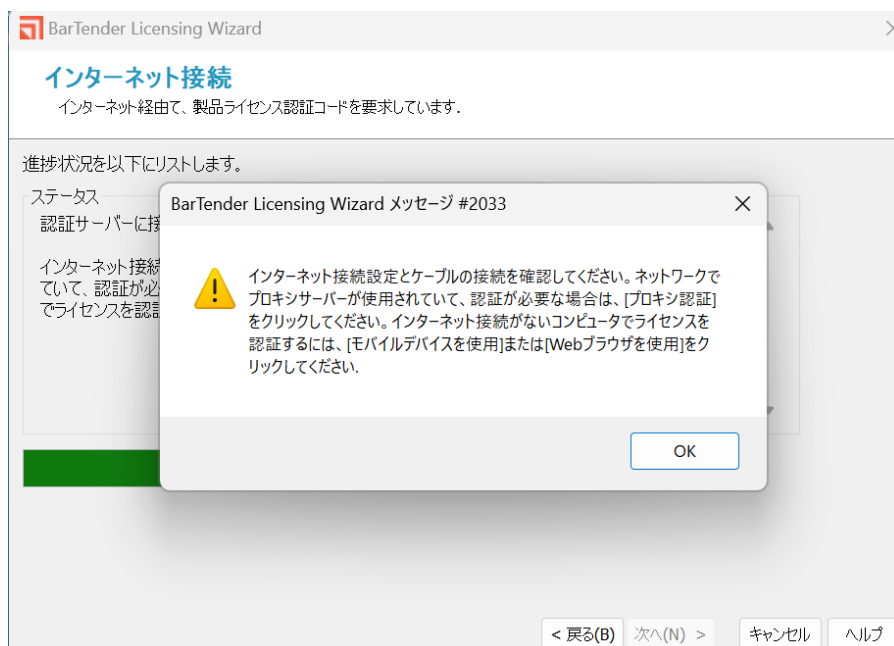 BarTender Licensing Wizard
インターネット接続
インターネット経由て、製品ライセンス認証コードを要求しています.
進捗状況を以下にリストします。
ステータス
認証サーバーに接
インターネット接続
ていて、認証が必
でライセンスを認証
BarTender Licensing Wizard メッセージ #2033
インターネット接続設定とケーブルの接続を確認してください。ネットワークで
プロキシサーバーが使用されていて、認証が必要な場合は、[プロキシ認証]
をクリックしてください。インターネット接続がないコンピュータでライセンスを
認証するには、[モバイルデバイスを使用]または[Webブラウザを使用]をク
リックしてください.
OK
< 戻る(B)
次へ(N) >
キャンセル
ヘルプ